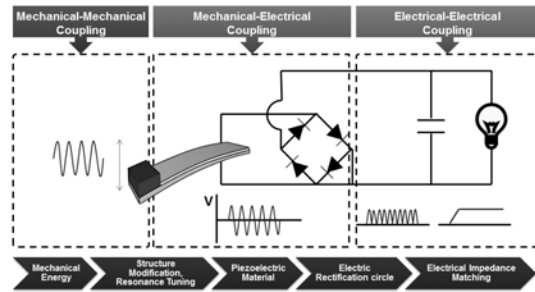 Mechanical-Mechanical
Coupling
Mechanical-Electrical
Coupling
Electrical-Electrical
Coupling
V
Mechanical
Energy
Structure
Modification,
Resonance Tuning
Piezoelectric
Material
Electric
Rectification circle
Electrical Impedance
Matching